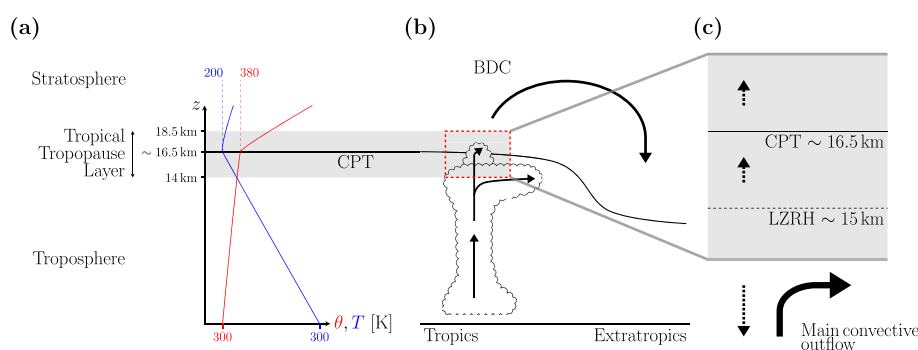 (a)
(b)
(c)
200
380
Stratosphere
BDC
z
18.5 km
Tropical
Tropopause
Layer
~ 16.5 km
CPT
14 km
CPT ~ 16.5 km
LZRH ~ 15 km
Troposphere
θ, T [K]
300
300
Tropics
Extratropics
Main convective
outflow